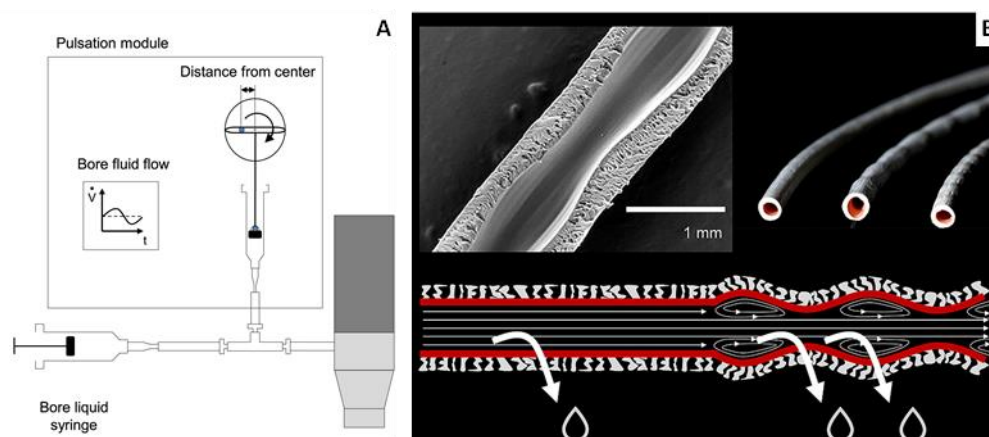 A
Pulsation module
Distance from center
Bore fluid flow
V̇
t
Bore liquid
syringe
1 mm